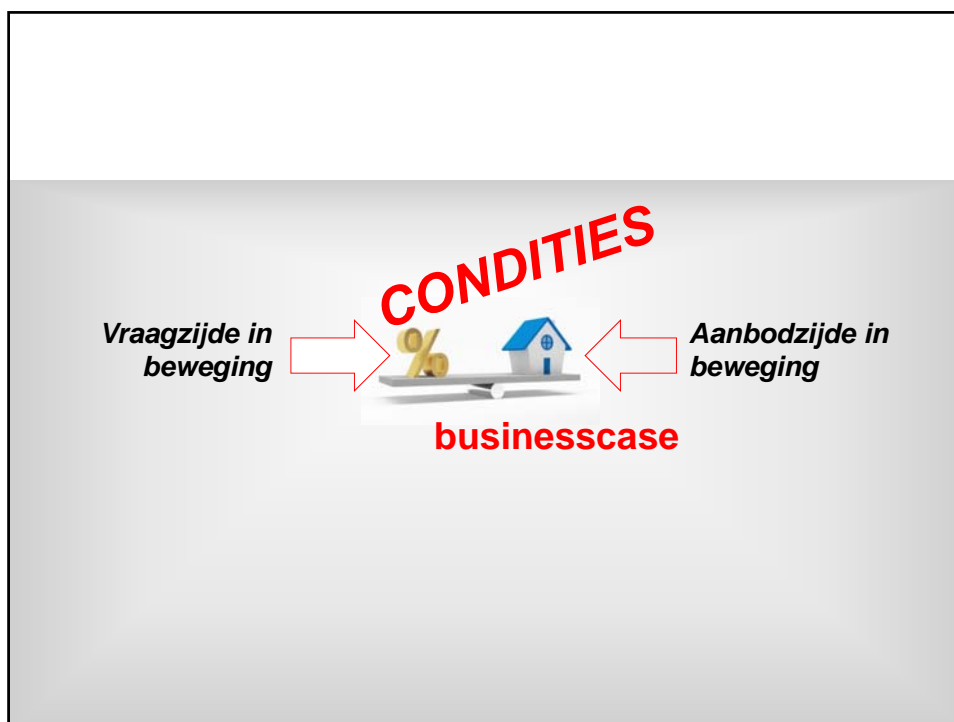 CONDITIES
Vraagzijde in
beweging
%
Aanbodzijde in
beweging
businesscase